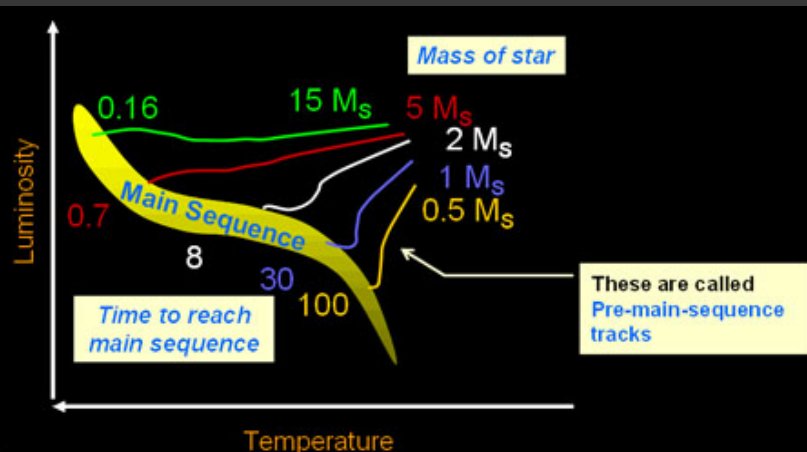 Mass of star
0.16
15 Ms
5 Ms
2 Ms
1 Ms
0.5 Ms
Luminosity
Main Sequence
0.7
8
30
100
Time to reach
main sequence
These are called
Pre-main-sequence
tracks
Temperature